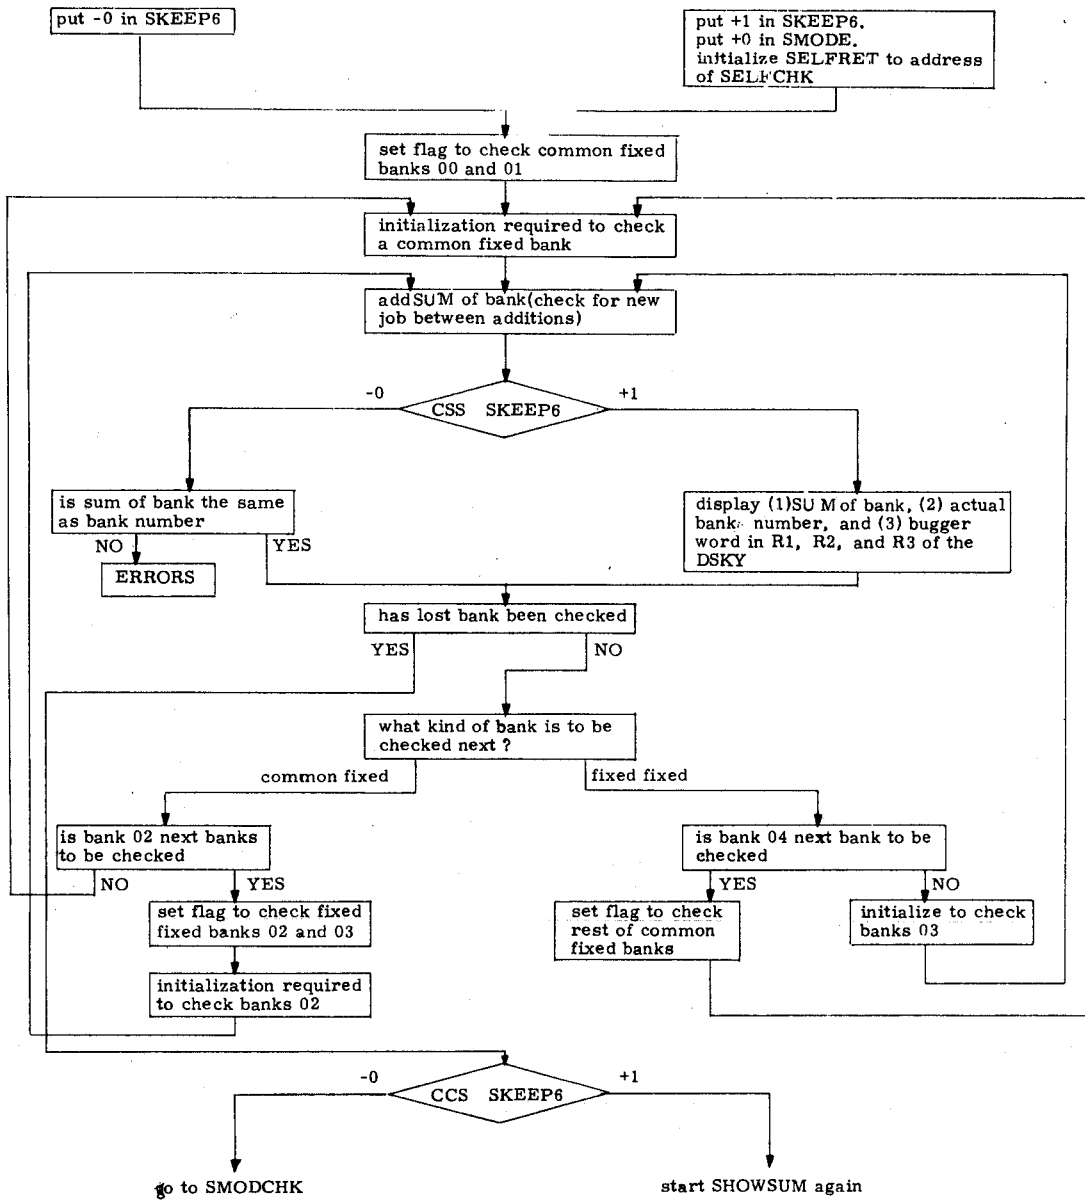 put -0 in SKEEP6
put +1 in SKEEP6.
put +0 in SMODE.
initialize SELFRET to address
of SELFCHK
set flag to check common fixed
banks 00 and 01
initialization required to check
a common fixed bank
add SUM of bank(check for new
job between additions)
-0
+1
CSS SKEEP6
is sum of bank the same
as bank number
NO
YES
ERRORS
display (1)SUM of bank, (2) actual
bank number, and (3) bugger
word in R1, R2, and R3 of the
DSKY
has lost bank been checked
YES
NO
what kind of bank is to be
checked next ?
common fixed
fixed fixed
is bank 02 next banks
to be checked
NO
YES
set flag to check fixed
fixed banks 02 and 03
initialization required
to check banks 02
is bank 04 next bank to be
checked
YES
NO
set flag to check
rest of common
fixed banks
initialize to check
banks 03
-0
+1
CCS SKEEP6
go to SMODCHK
start SHOWSUM again